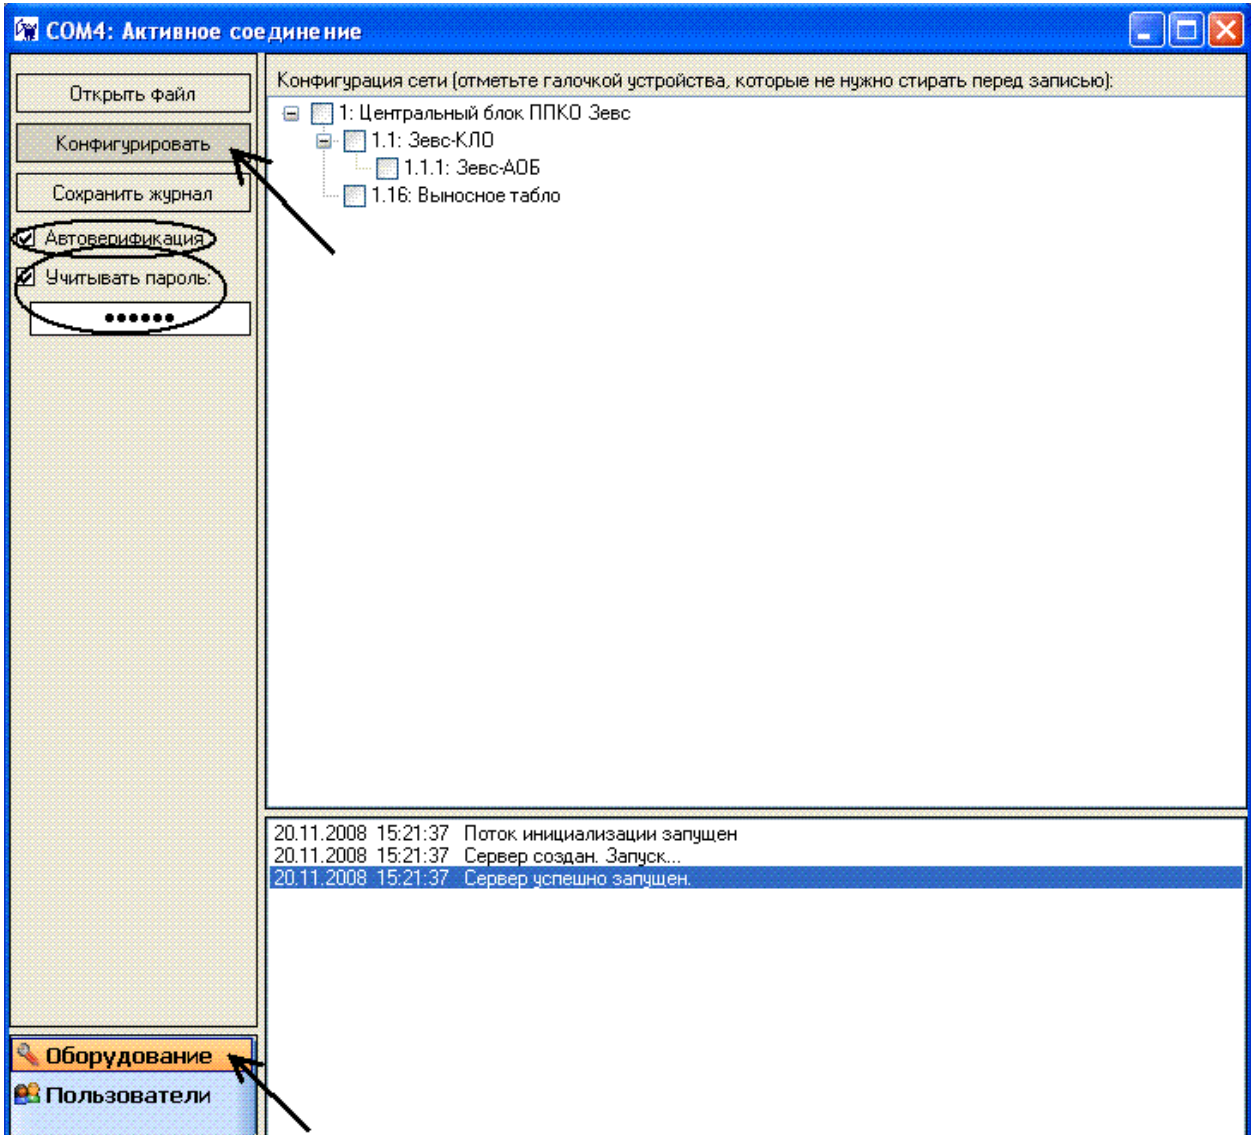 COM4: Активное соединение
Открыть файл
Конфигурировать
Сохранить журнал
Автоверификация
Учитывать пароль:
••••••
Конфигурация сети (отметьте галочкой устройства, которые не нужно стирать перед записью):
1: Центральный блок ППКО Зевс
1.1: Зевс-КЛО
1.1.1: Зевс-АОБ
1.16: Выносное табло
20.11.2008 15:21:37 Поток инициализации запущен
20.11.2008 15:21:37 Сервер создан. Запуск...
20.11.2008 15:21:37 Сервер успешно запущен.
Оборудование
Пользователи